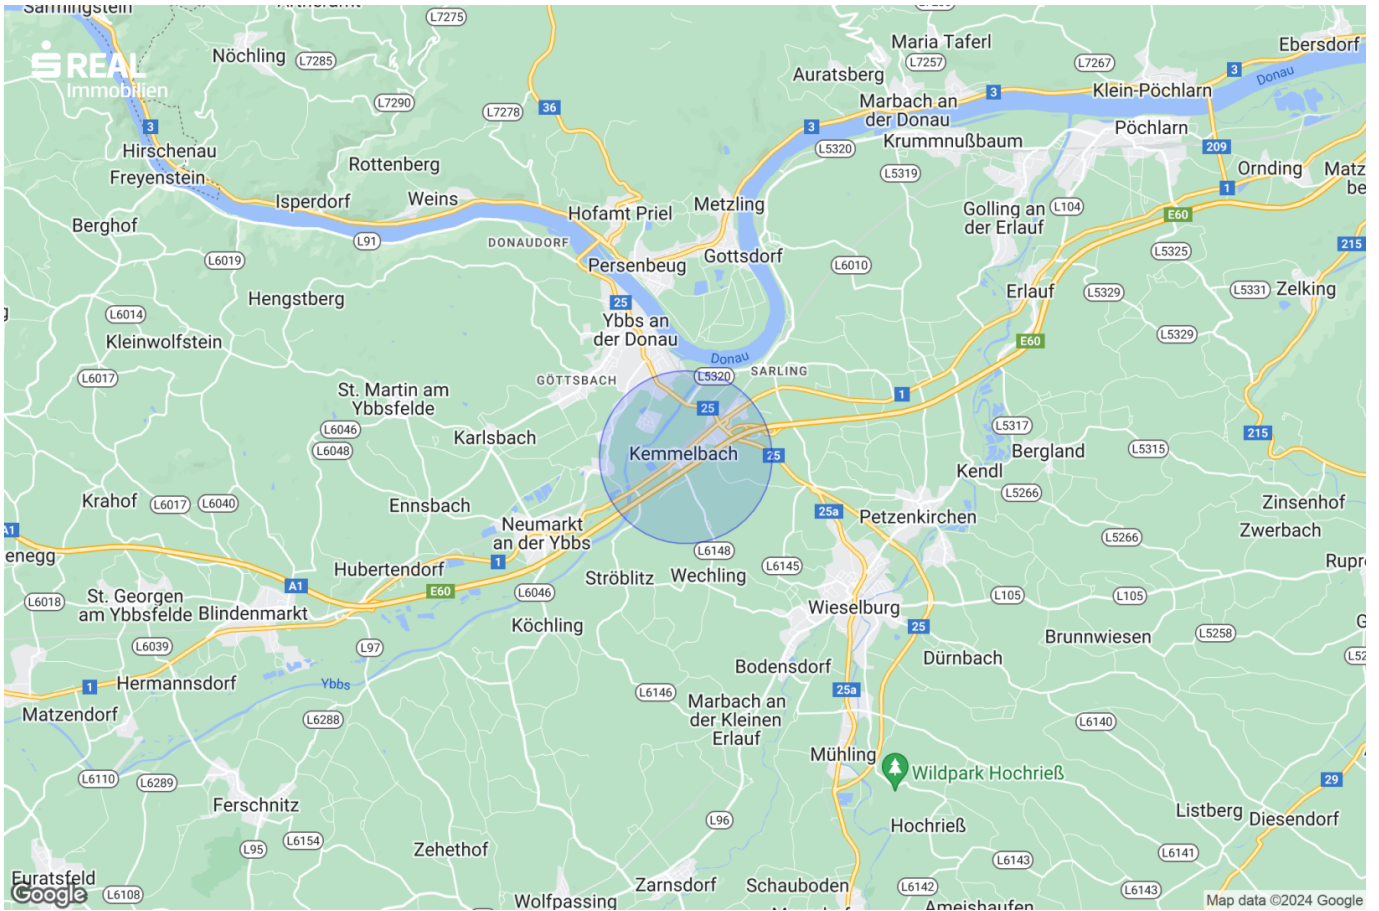 Sarmingstein
L7275
Nöchling
L7285
Maria Taferl
L7257
L7267
Ebersdorf
3
Donau
REAL
Immobilien
Auratsberg
Klein-Pöchlarn
L7290
L7278
36
3
Marbach an
der Donau
3
Hirschenau
3
L5320
Krummnußbaum
Pöchlarn
209
Freyenstein
Rottenberg
L5319
Ornding
1
Isperdorf
Weins
Hofamt Priel
Metzling
Golling an
der Erlauf
L104
E60
Berghof
L91
DONAUDORF
215
L6019
Persenbeug
Gottsdorf
L6010
L5325
Hengstberg
25
Erlauf
L5329
L5331
Zelking
L6014
Ybbs an
der Donau
L5329
Kleinwolfstein
E60
Donau
L6017
GÖTTSBACH
L5320
SARLING
St. Martin am
Ybbsfelde
1
25
L6046
L6048
Karlsbach
L5317
215
Kemmelbach
25
Bergland
L5315
Kendl
Krahof
L6017
L6040
Ennsbach
L5266
Zinsenhof
25a
Petzenkirchen
A1
Neumarkt
an der Ybbs
Zwerbach
L5266
enegg
1
L6148
Hubertendorf
Ströblitz
Wechling
L6145
A1
E60
L6046
L6018
St. Georgen
am Ybbsfelde
Blindenmarkt
Wieselburg
L105
L105
Köchling
25
L6039
L97
Brunnwiesen
L5258
Bodensdorf
Dürnbach
1
Hermannsdorf
Ybbs
L6146
25a
Matzendorf
L6288
Marbach an
der Kleinen
Erlauf
L6140
Mühling
Wildpark Hochrieß
L6110
L6289
29
Ferschnitz
L96
Hochrieß
Listberg
Diesendorf
L95
L6154
Zehethof
L6143
L6141
Euratsfeld
Google
L6108
Zarnsdorf
Schauboden
L6142
L6143
Wolfpassing
Map data ©2024 Google